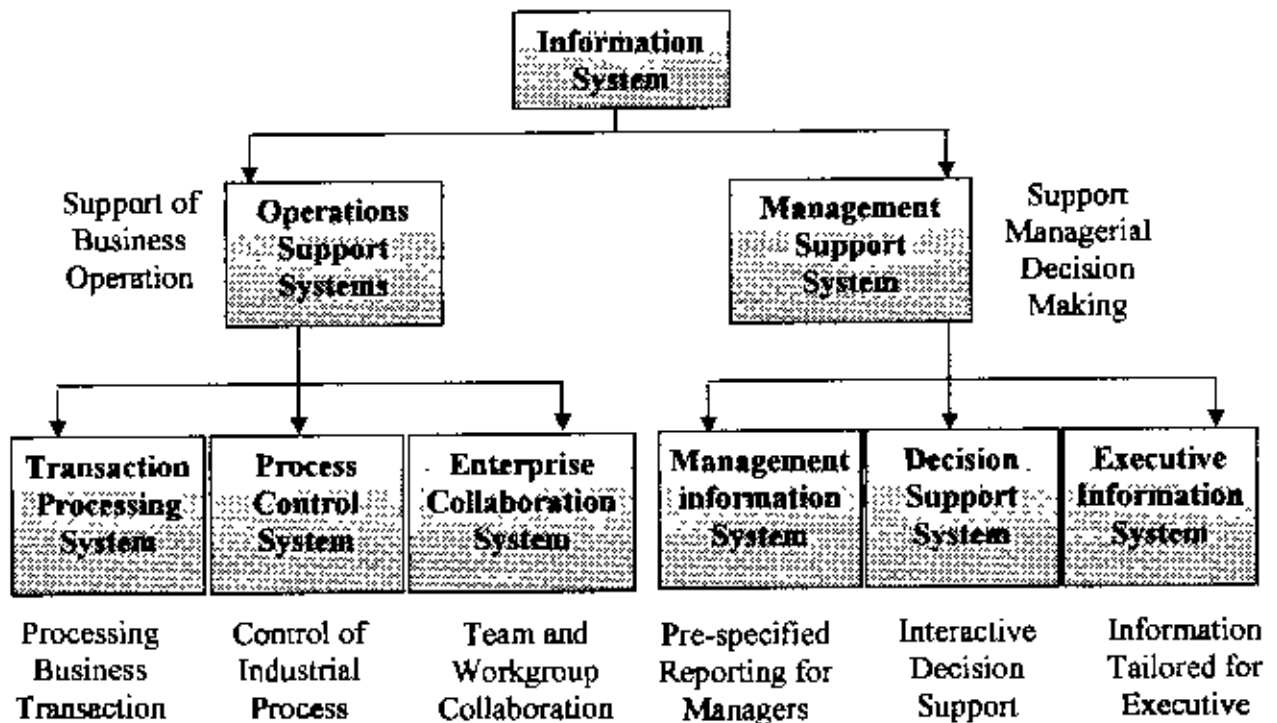 Information
System
Support of
Business
Operation
Operations
Support
Systems
Management
Support
System
Support
Managerial
Decision
Making
Transaction
Processing
System
Process
Control
System
Enterprise
Collaboration
System
Management
information
System
Decision
Support
System
Executive
Information
System
Processing
Business
Transaction
Control of
Industrial
Process
Team and
Workgroup
Collaboration
Pre-specified
Reporting for
Managers
Interactive
Decision
Support
Information
Tailored for
Executive